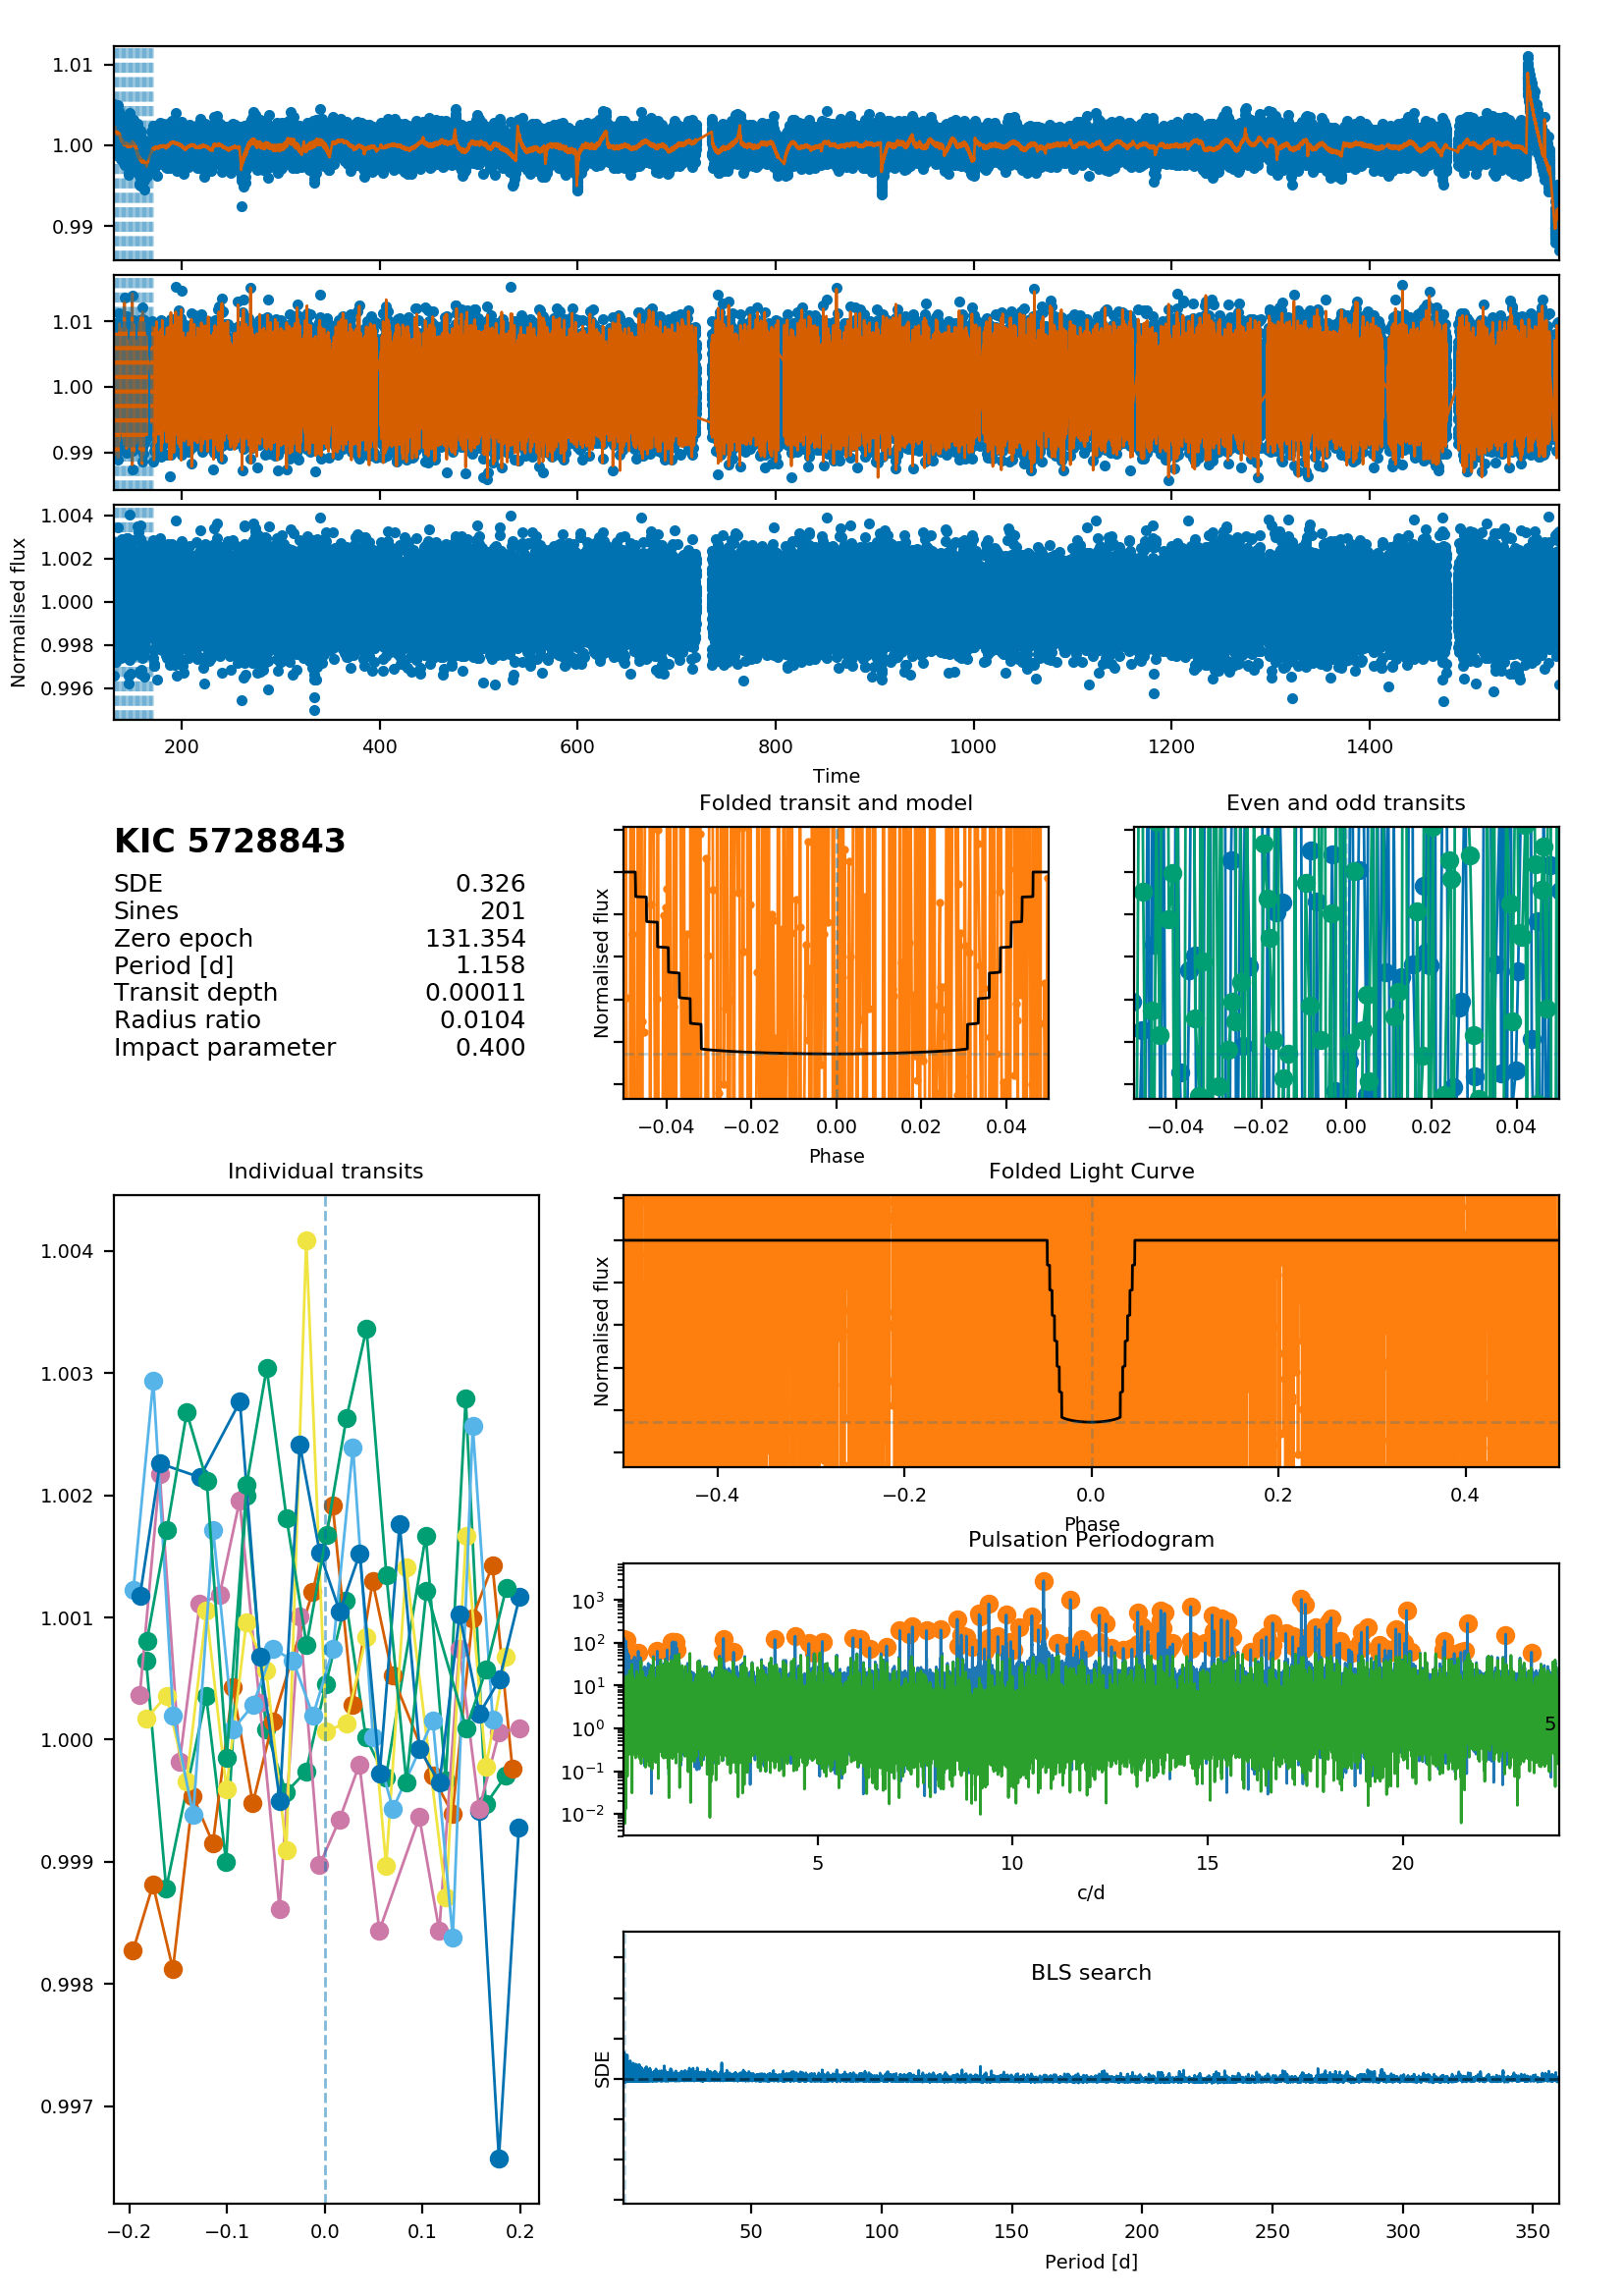 1.01
1.00
0.99
1.01
1.00
0.99
1.004
1.002
1.000
0.998
0.996
Normalised flux
200 400 600 800 1000 1200 1400
Time
KIC 5728843
SDE 0.326
Sines 201
Zero epoch 131.354
Period [d] 1.158
Transit depth 0.00011
Radius ratio 0.0104
Impact parameter 0.400
Folded transit and model
Normalised flux
−0.04 −0.02 0.00 0.02 0.04
Phase
Even and odd transits
−0.04 −0.02 0.00 0.02 0.04
Individual transits
1.004
1.003
1.002
1.001
1.000
0.999
0.998
0.997
−0.2 −0.1 0.0 0.1 0.2
Folded Light Curve
Normalised flux
−0.4 −0.2 0.0 0.2 0.4
Phase
Pulsation Periodogram
10³
10²
10¹
10⁰
10⁻¹
10⁻²
5
5 10 15 20
c/d
BLS search
SDE
50 100 150 200 250 300 350
Period [d]